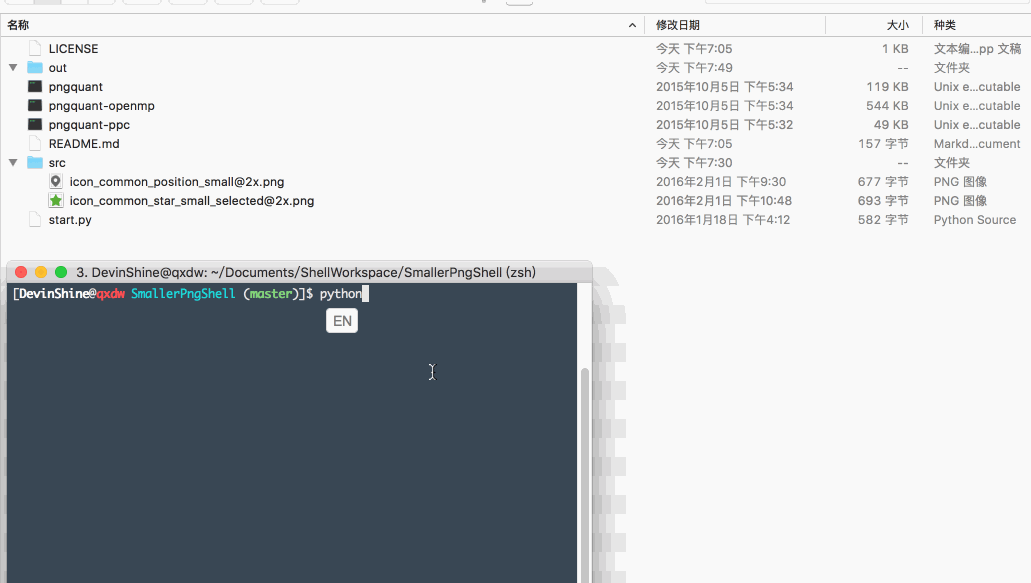 名称 修改日期 大小 种类
LICENSE 今天 下午7:05 1 KB 文本编...pp 文稿
out 今天 下午7:49 -- 文件夹
pngquant 2015年10月5日 下午5:34 119 KB Unix e...cutable
pngquant-openmp 2015年10月5日 下午5:34 544 KB Unix e...cutable
pngquant-ppc 2015年10月5日 下午5:32 49 KB Unix e...cutable
README.md 今天 下午7:05 157 字节 Markd...cument
src 今天 下午7:30 -- 文件夹
icon_common_position_small@2x.png 2016年2月1日 下午9:30 677 字节 PNG 图像
icon_common_star_small_selected@2x.png 2016年2月1日 下午10:48 693 字节 PNG 图像
start.py 2016年1月18日 下午4:12 582 字节 Python Source
3. DevinShine@qxdw: ~/Documents/ShellWorkspace/SmallerPngShell (zsh)
[DevinShine@qxdw SmallerPngShell (master)]$ python
EN